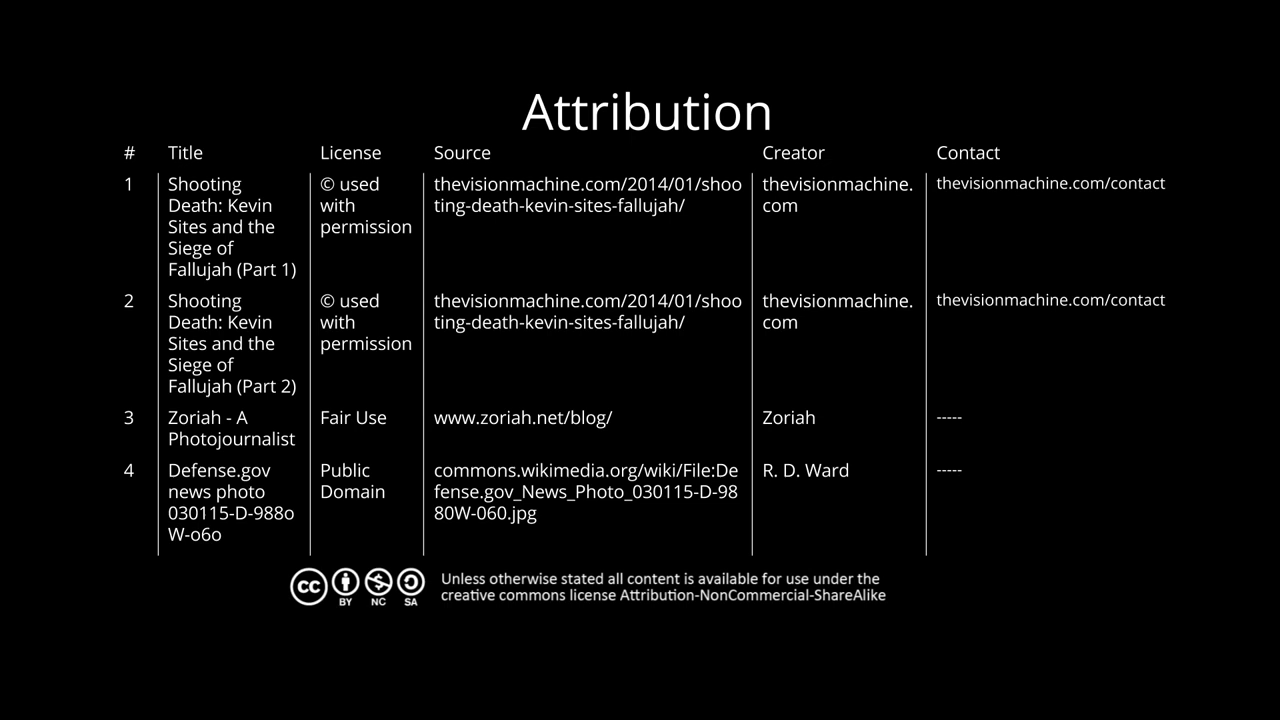 Attribution
# Title License Source Creator Contact
1 Shooting Death: Kevin Sites and the Siege of Fallujah (Part 1) © used with permission thevisionmachine.com/2014/01/shooting-death-kevin-sites-fallujah/ thevisionmachine.com thevisionmachine.com/contact
2 Shooting Death: Kevin Sites and the Siege of Fallujah (Part 2) © used with permission thevisionmachine.com/2014/01/shooting-death-kevin-sites-fallujah/ thevisionmachine.com thevisionmachine.com/contact
3 Zoriah - A Photojournalist Fair Use www.zoriah.net/blog/ Zoriah -----
4 Defense.gov news photo 030115-D-988o W-o6o Public Domain commons.wikimedia.org/wiki/File:Defense.gov_News_Photo_030115-D-9880W-060.jpg R. D. Ward -----
cc BY NC SA
Unless otherwise stated all content is available for use under the
creative commons license Attribution-NonCommercial-ShareAlike